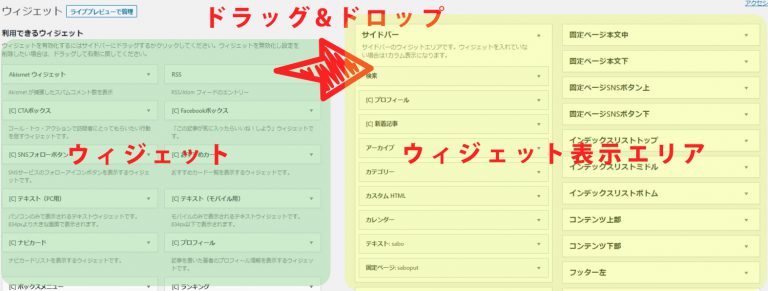 ウィジェット ライブプレビューで管理
アクセシ
ドラッグ&ドロップ
利用できるウィジェット
ウィジェットを有効化するにはサイドバーにドラッグするかクリックしてください。ウィジェットを無効化し設定を
削除したい場合は、ドラッグして右側に戻してください。
Akismet ウィジェット
RSS
Akismet が捕獲したスパムコメント数を表示
RSS/Atom フィードのエントリー
[C] CTAボックス
[C] Facebookボックス
コール・トゥ・アクションで訪問者にとってもらいたい行動
を促すウィジェットです。
「この記事が気に入ったらいいね!しよう」ウィジェットで
す。
[C] SNSフォローボタン
[C] おすすめカード
SNSサービスのフォローアイコンボタンを表示するウィジェ
ットです。
おすすめカード一覧を表示するウィジェットです。
ウィジェット
[C] テキスト(PC用)
[C] テキスト(モバイル用)
パソコンのみで表示されるテキストウィジェットです。
834pxより大きな画面で表示されます。
モバイルのみで表示されるテキストウィジェットです。
834px以下で表示されます。
[C] ナビカード
[C] プロフィール
ナビカードリストを表示するウィジェットです。
記事を書いた著者のプロフィール情報を表示するウィジェッ
トです。
[C] ボックスメニュー
[C] ランキング
サイドバー
サイドバーのウィジットエリアです。ウィジェットを入れていな
い場合は1カラム表示になります。
検索
[C] プロフィール
[C] 新着記事
アーカイブ
カテゴリー
カスタム HTML
カレンダー
テキスト: sabo
固定ページ: saboput
ウィジェット表示エリア
固定ページ本文中
固定ページ本文下
固定ページSNSボタン上
固定ページSNSボタン下
インデックスリストトップ
インデックスリストミドル
インデックスリストボトム
コンテンツ上部
コンテンツ下部
フッター左